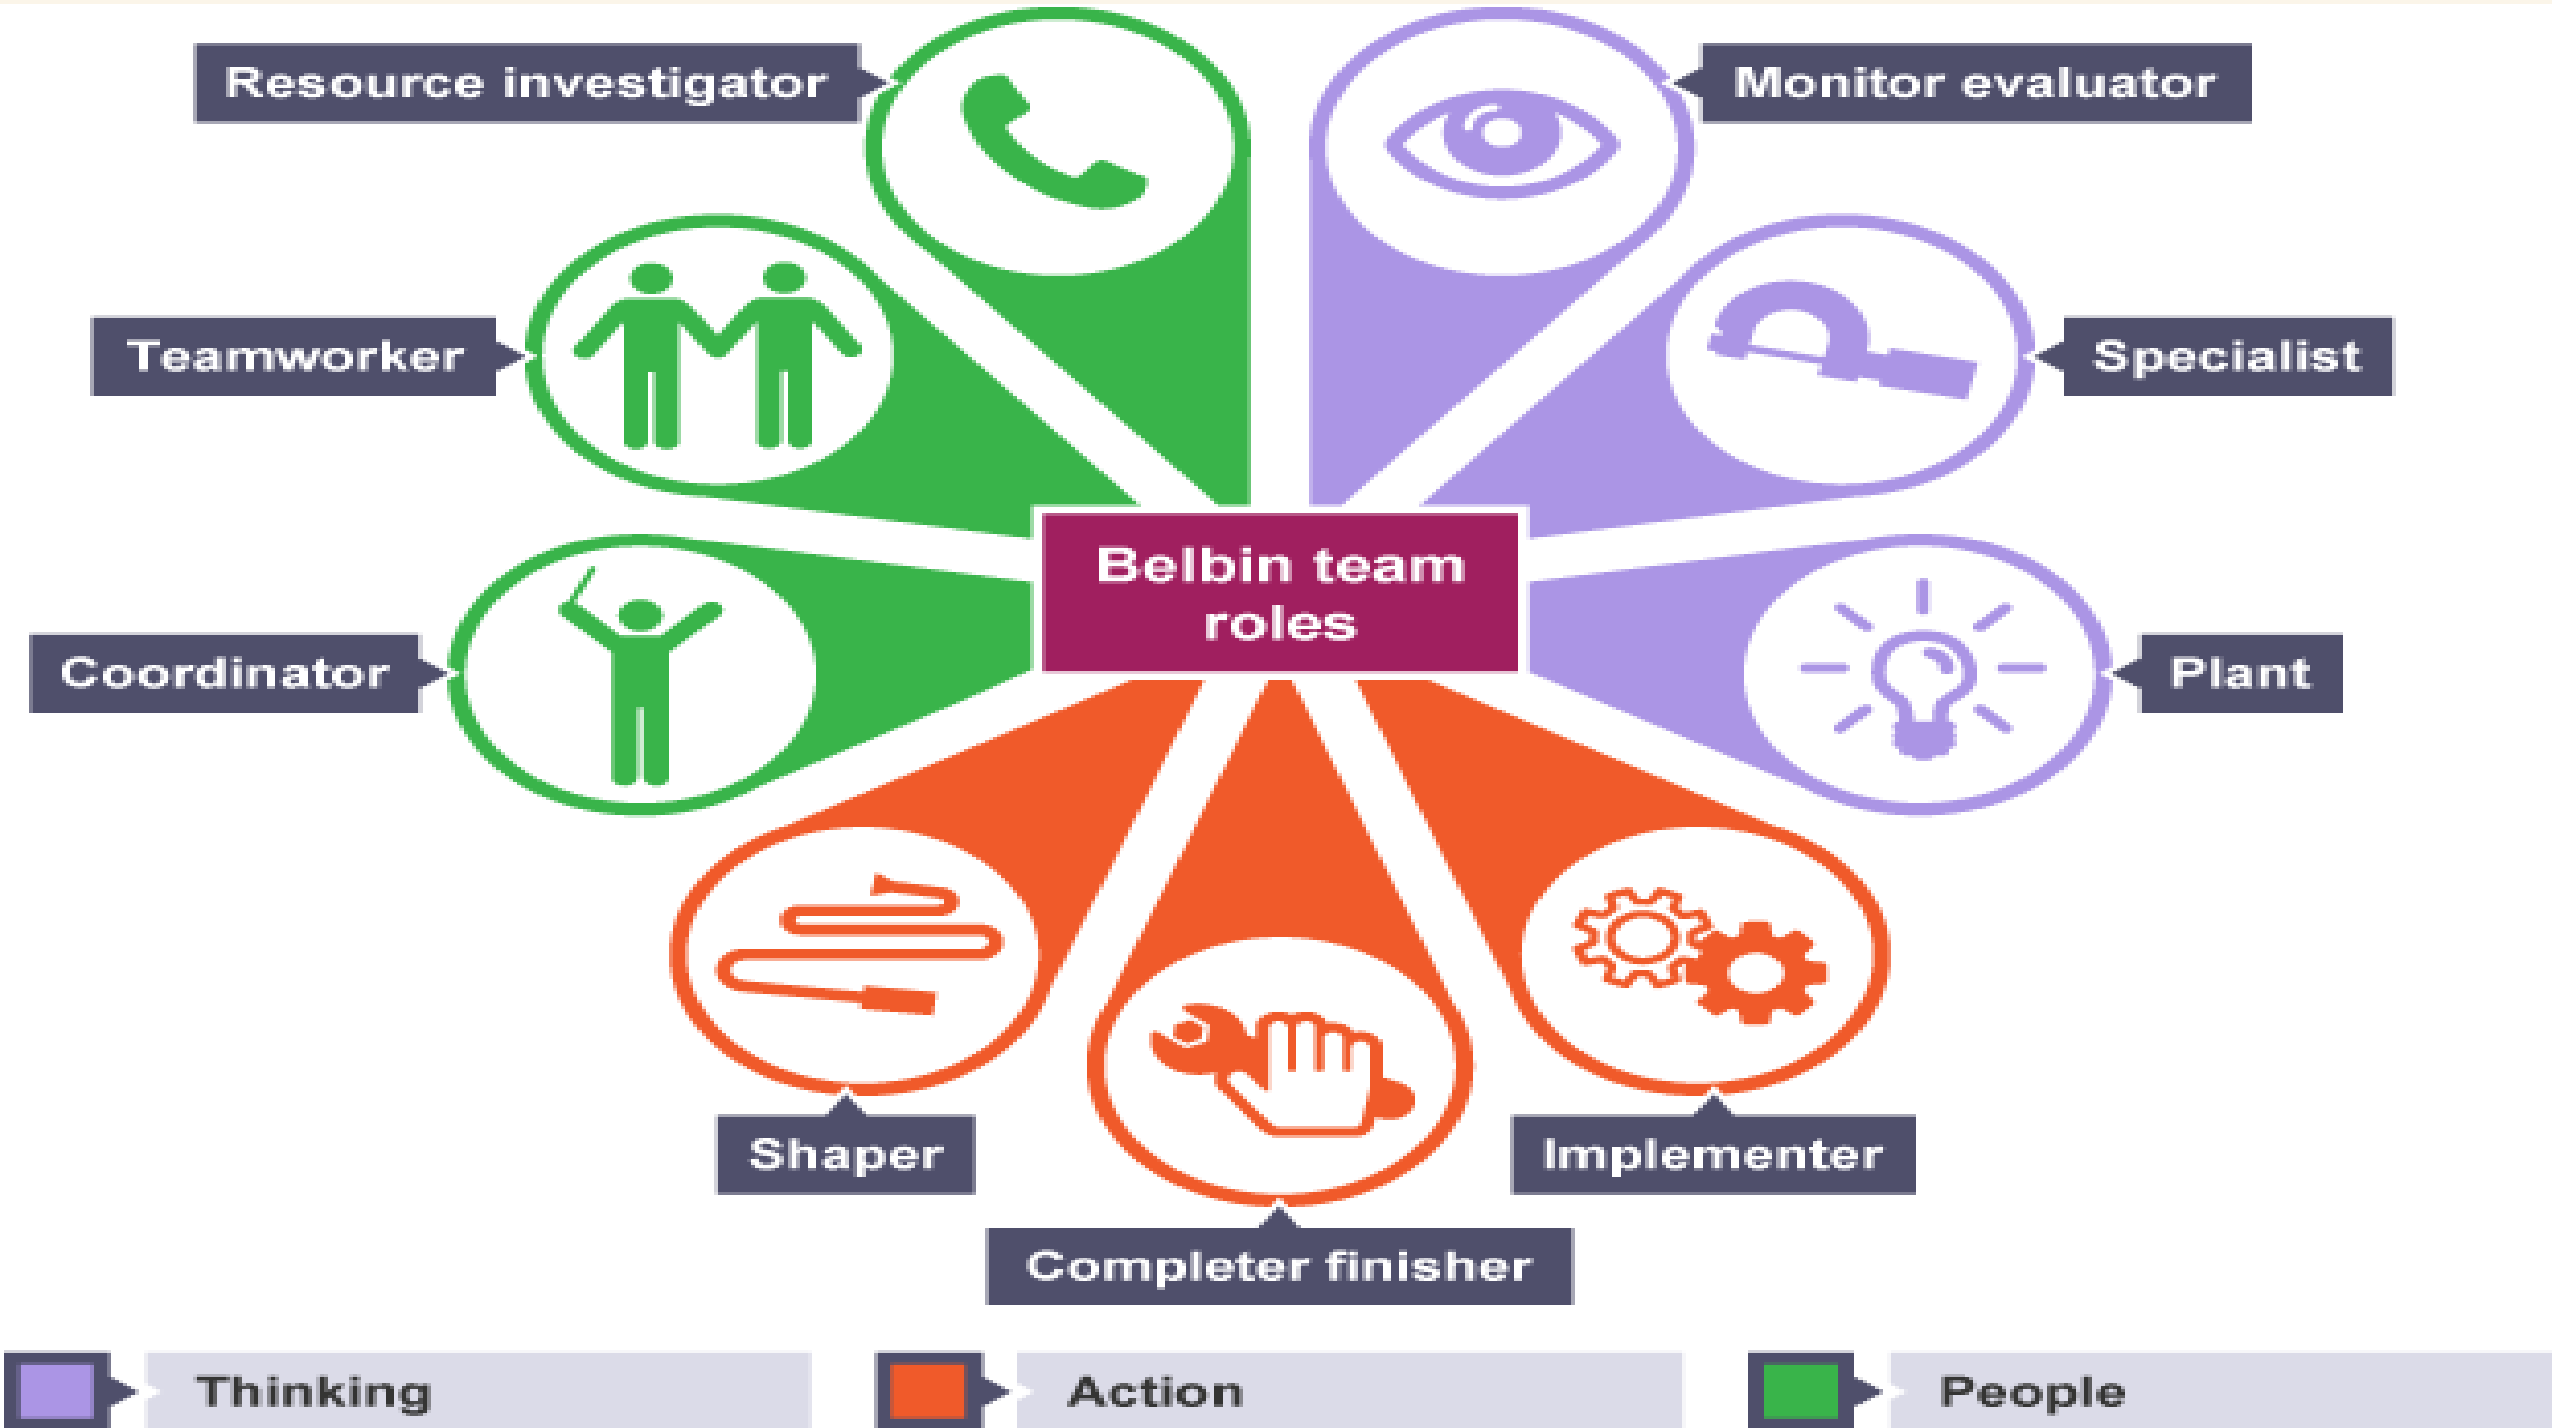 Resource investigator
Monitor evaluator
Teamworker
Specialist
Belbin team
roles
Coordinator
Plant
Shaper
Implementer
Completer finisher
Thinking
Action
People